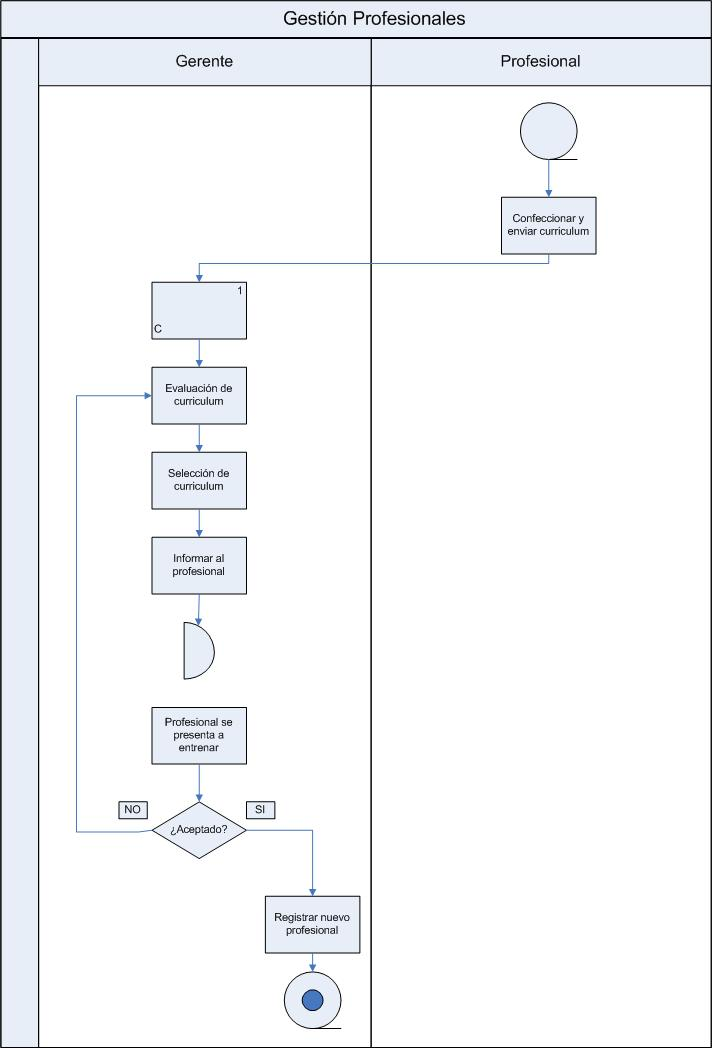 Gestión Profesionales
Gerente
Profesional
Confeccionar y
enviar curriculum
1
C
Evaluación de
curriculum
Selección de
curriculum
Informar al
profesional
Profesional se
presenta a
entrenar
NO
SI
¿Aceptado?
Registrar nuevo
profesional